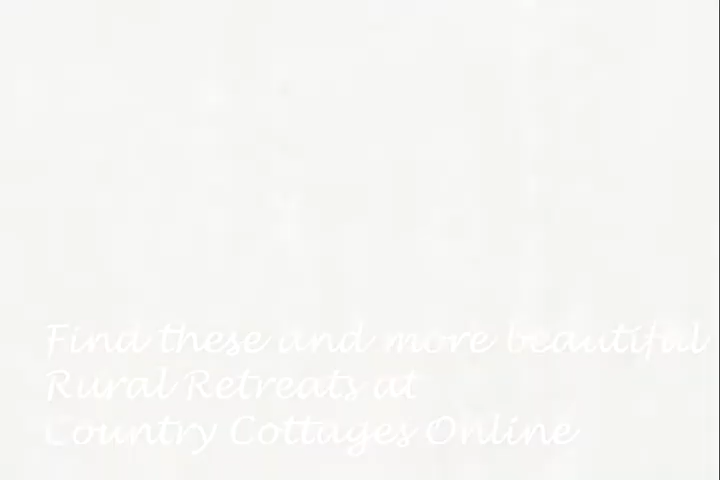 Find these and more beautiful
Rural Retreats at
Country Cottages Online